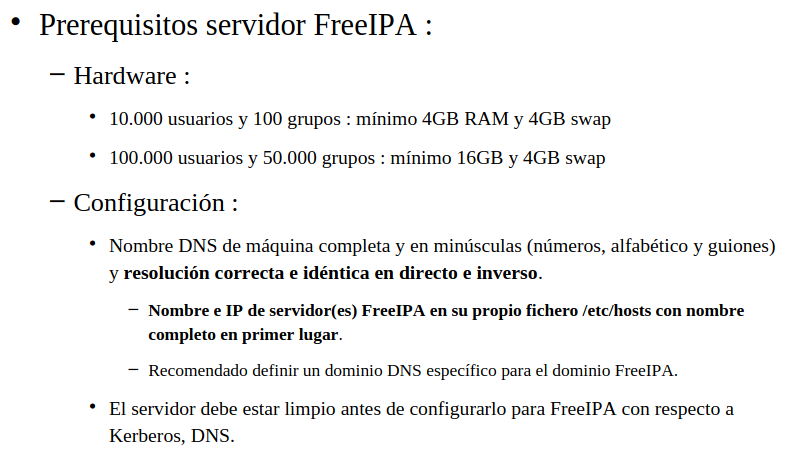 • Prerequisitos servidor FreeIPA :
– Hardware :
• 10.000 usuarios y 100 grupos : mínimo 4GB RAM y 4GB swap
• 100.000 usuarios y 50.000 grupos : mínimo 16GB y 4GB swap
– Configuración :
• Nombre DNS de máquina completa y en minúsculas (números, alfabético y guiones)
y resolución correcta e idéntica en directo e inverso.
– Nombre e IP de servidor(es) FreeIPA en su propio fichero /etc/hosts con nombre
completo en primer lugar.
– Recomendado definir un dominio DNS específico para el dominio FreeIPA.
• El servidor debe estar limpio antes de configurarlo para FreeIPA con respecto a
Kerberos, DNS.